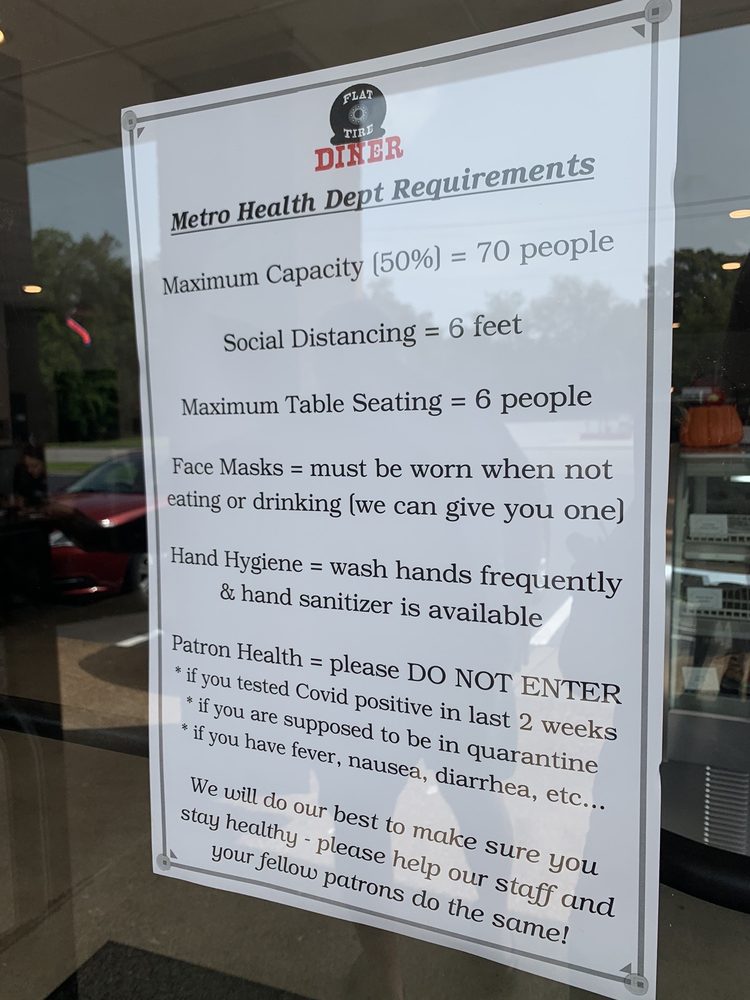 FLAT
TIRE
DINER
Metro Health Dept Requirements
Maximum Capacity (50%) = 70 people
Social Distancing = 6 feet
Maximum Table Seating = 6 people
Face Masks = must be worn when not
eating or drinking (we can give you one)
Hand Hygiene = wash hands frequently
& hand sanitizer is available
Patron Health = please DO NOT ENTER
* if you tested Covid positive in last 2 weeks
* if you are supposed to be in quarantine
* if you have fever, nausea, diarrhea, etc...
We will do our best to make sure you
stay healthy - please help our staff and
your fellow patrons do the same!